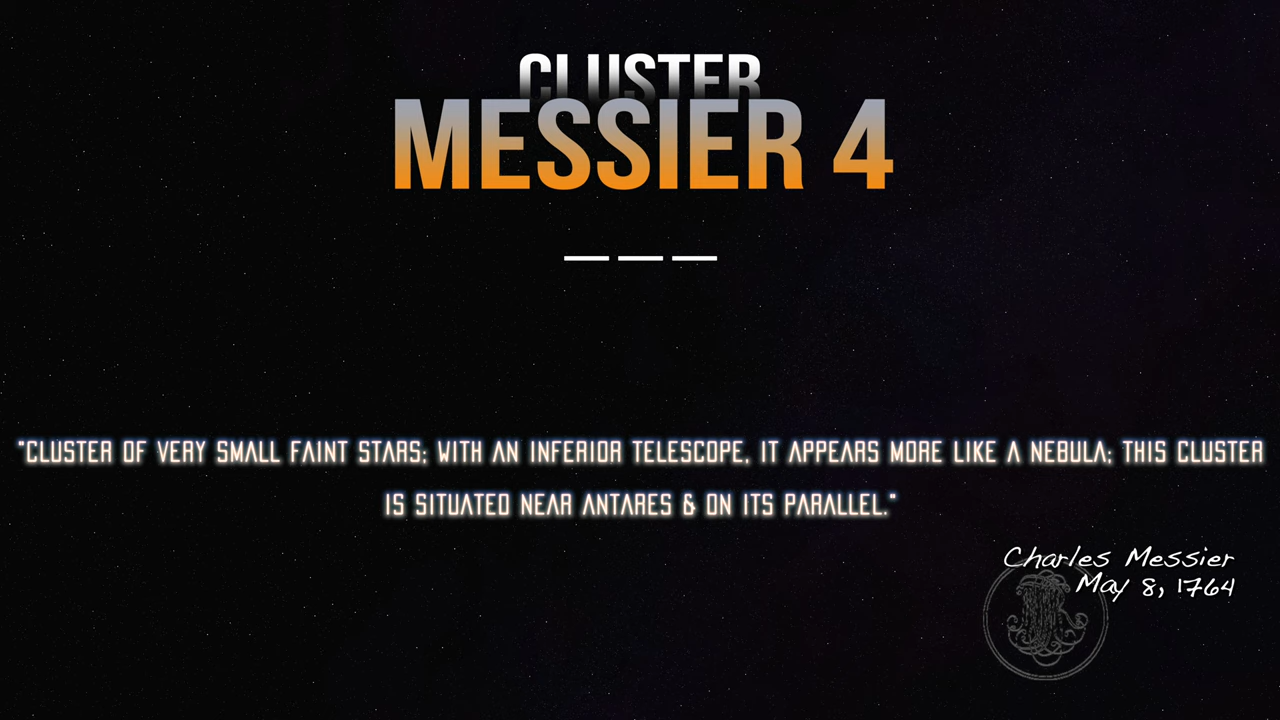 CLUSTER
MESSIER 4
"CLUSTER OF VERY SMALL FAINT STARS; WITH AN INFERIOR TELESCOPE, IT APPEARS MORE LIKE A NEBULA; THIS CLUSTER
IS SITUATED NEAR ANTARES & ON ITS PARALLEL."
Charles Messier
May 8, 1764